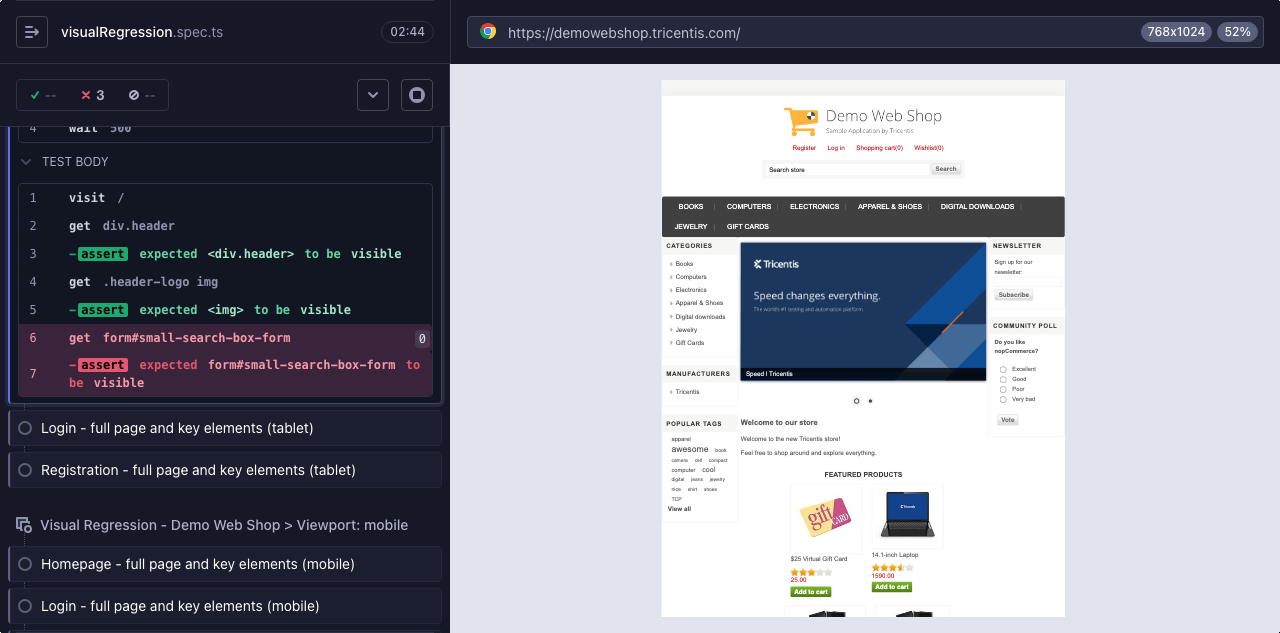 visualRegression.spec.ts
02:44
https://demowebshop.tricentis.com/
768x1024
52%
--
3
--
4 wait 500
TEST BODY
1 visit /
2 get div.header
3 -assert expected <div.header> to be visible
4 get .header-logo img
5 -assert expected <img> to be visible
6 get form#small-search-box-form 0
7 -assert expected form#small-search-box-form to
be visible
Login - full page and key elements (tablet)
Registration - full page and key elements (tablet)
Visual Regression - Demo Web Shop > Viewport: mobile
Homepage - full page and key elements (mobile)
Login - full page and key elements (mobile)
Demo Web Shop
Sample Application by Tricentis
Register Log in Shopping cart(0) Wishlist(0)
Search store
Search
BOOKS COMPUTERS ELECTRONICS APPAREL & SHOES DIGITAL DOWNLOADS
JEWELRY GIFT CARDS
CATEGORIES
Books
Computers
Electronics
Apparel & Shoes
Digital downloads
Jewelry
Gift Cards
MANUFACTURERS
Tricentis
POPULAR TAGS
apparel
awesome book
camera cell compact
computer cool
digital jeans jewelry
nice shirt shoes
TCP
View all
Tricentis
Speed changes everything.
The world's #1 testing and automation platform
Speed I Tricentis
Welcome to our store
Welcome to the new Tricentis store!
Feel free to shop around and explore everything.
FEATURED PRODUCTS
gift
CARD
Tricentis
$25 Virtual Gift Card
25.00
Add to cart
14.1-inch Laptop
1590.00
Add to cart
NEWSLETTER
Sign up for our
newsletter:
Subscribe
COMMUNITY POLL
Do you like
nopCommerce?
Excellent
Good
Poor
Very bad
Vote